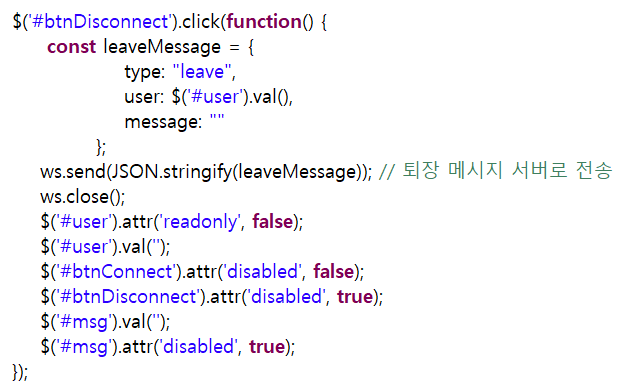 $('#btnDisconnect').click(function() {
const leaveMessage = {
type: "leave",
user: $('#user').val(),
message: ""
};
ws.send(JSON.stringify(leaveMessage)); // 퇴장 메시지 서버로 전송
ws.close();
$('#user').attr('readonly', false);
$('#user').val('');
$('#btnConnect').attr('disabled', false);
$('#btnDisconnect').attr('disabled', true);
$('#msg').val('');
$('#msg').attr('disabled', true);
});